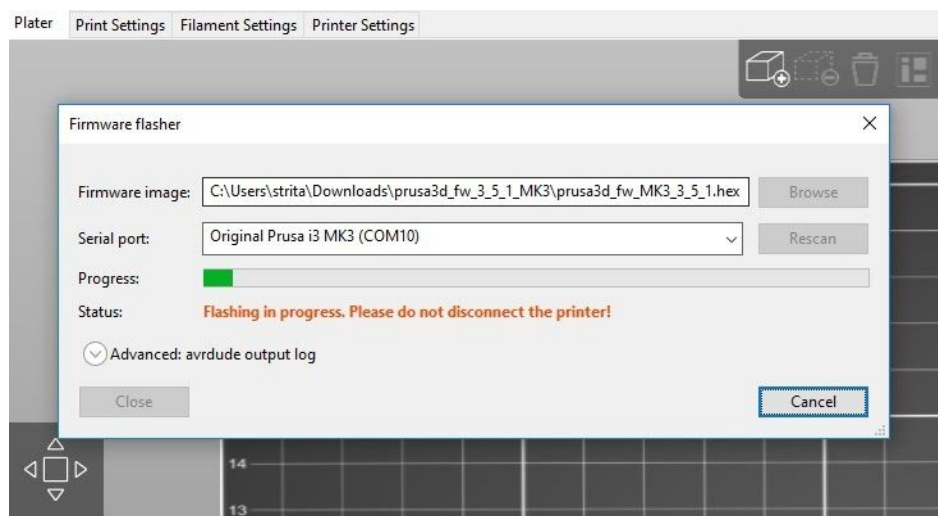 Plater Print Settings Filament Settings Printer Settings
Firmware flasher
Firmware image: C:\Users\strita\Downloads\prusa3d_fw_3_5_1_MK3\prusa3d_fw_MK3_3_5_1.hex Browse
Serial port: Original Prusa i3 MK3 (COM10) Rescan
Progress:
Status: Flashing in progress. Please do not disconnect the printer!
Advanced: avrdude output log
Close Cancel
14
13